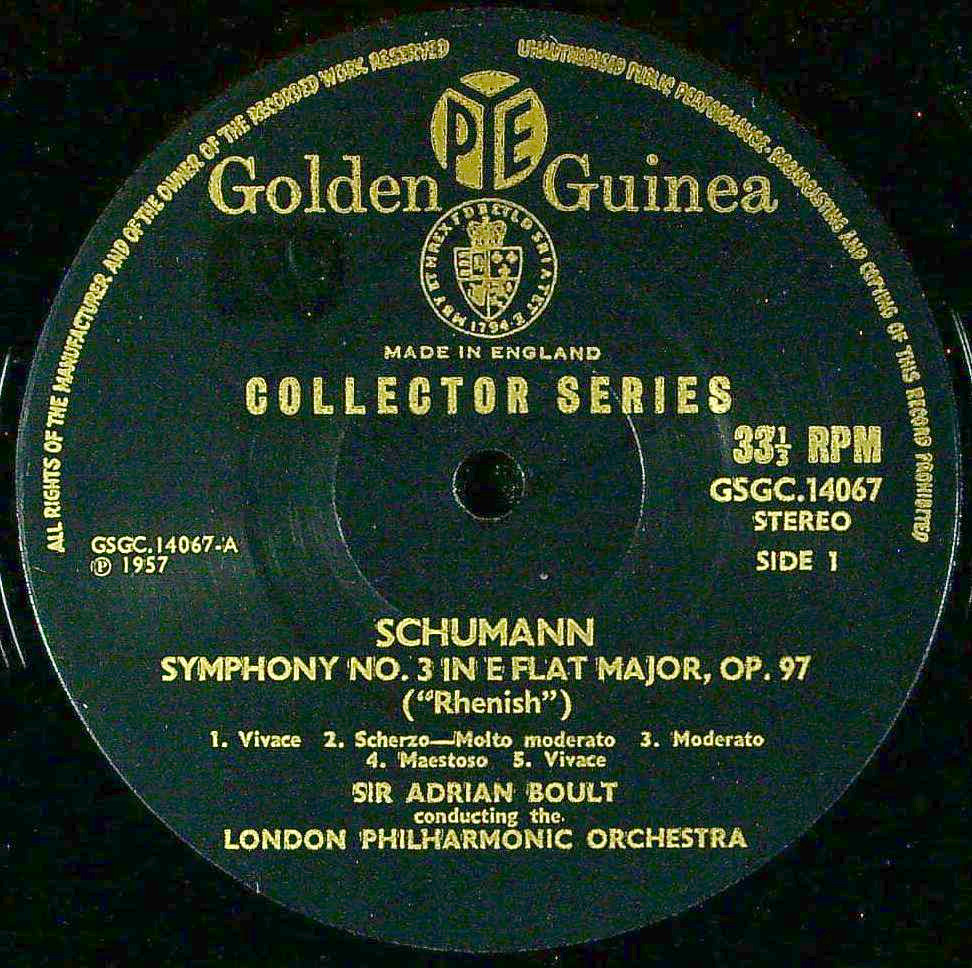 ALL RIGHTS OF THE MANUFACTURER AND OF THE OWNER OF THE RECORDED WORK RESERVED
UNAUTHORISED PUBLIC PERFORMANCE BROADCASTING AND COPYING OF THIS RECORD PROHIBITED
PYE
Golden Guinea
1794
MADE IN ENGLAND
COLLECTOR SERIES
33⅓ RPM
GSGC.14067
STEREO
SIDE 1
GSGC.14067-A
℗ 1957
SCHUMANN
SYMPHONY NO. 3 IN E FLAT MAJOR, OP. 97
("Rhenish")
1. Vivace 2. Scherzo—Molto moderato 3. Moderato
4. Maestoso 5. Vivace
SIR ADRIAN BOULT
conducting the
LONDON PHILHARMONIC ORCHESTRA